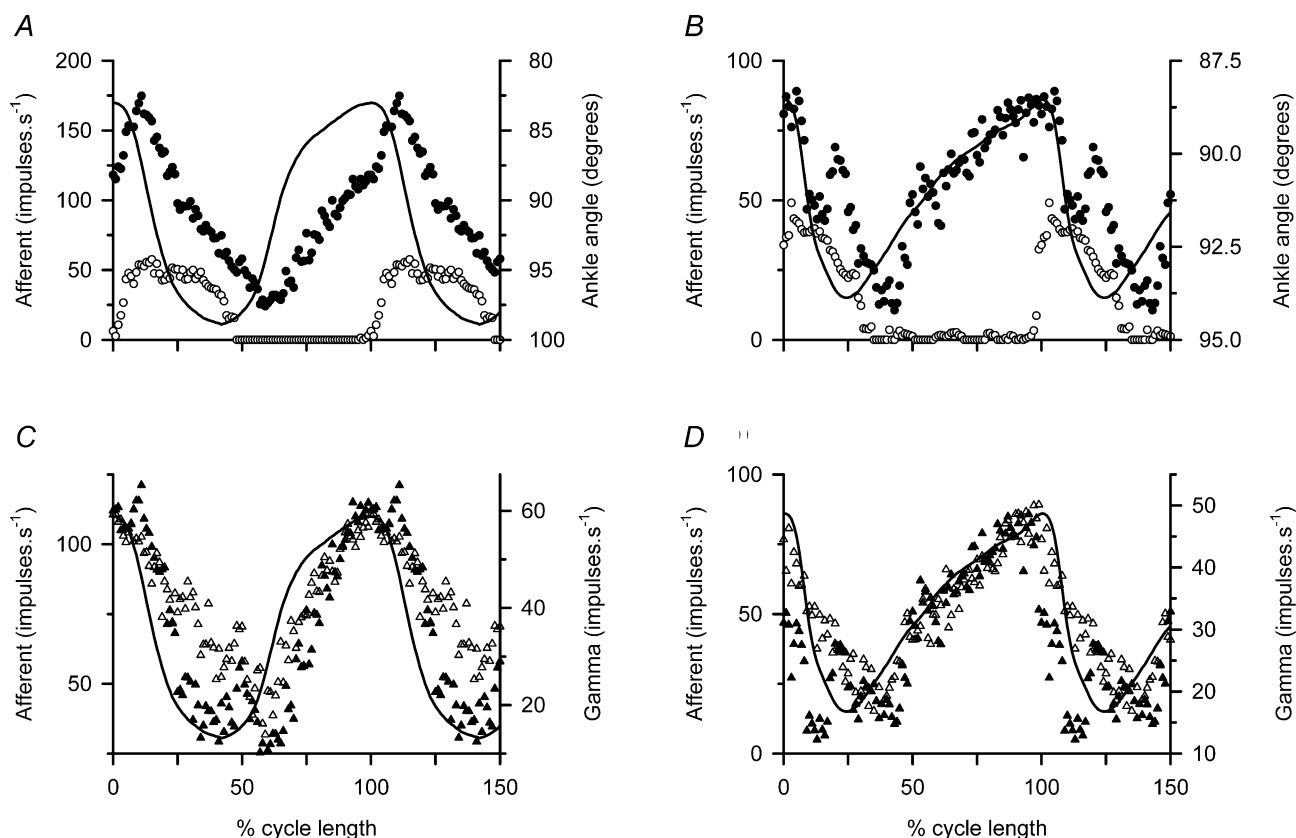 A
B
200
150
100
50
0
Afferent (impulses.s-1)
80
85
90
95
100
Ankle angle (degrees)
100
50
0
Afferent (impulses.s-1)
87.5
90.0
92.5
95.0
Ankle angle (degrees)
C
D
100
50
Afferent (impulses.s-1)
60
40
20
Gamma (impulses.s-1)
0
50
100
150
% cycle length
100
50
0
Afferent (impulses.s-1)
50
40
30
20
10
Gamma (impulses.s-1)
0
50
100
150
% cycle length